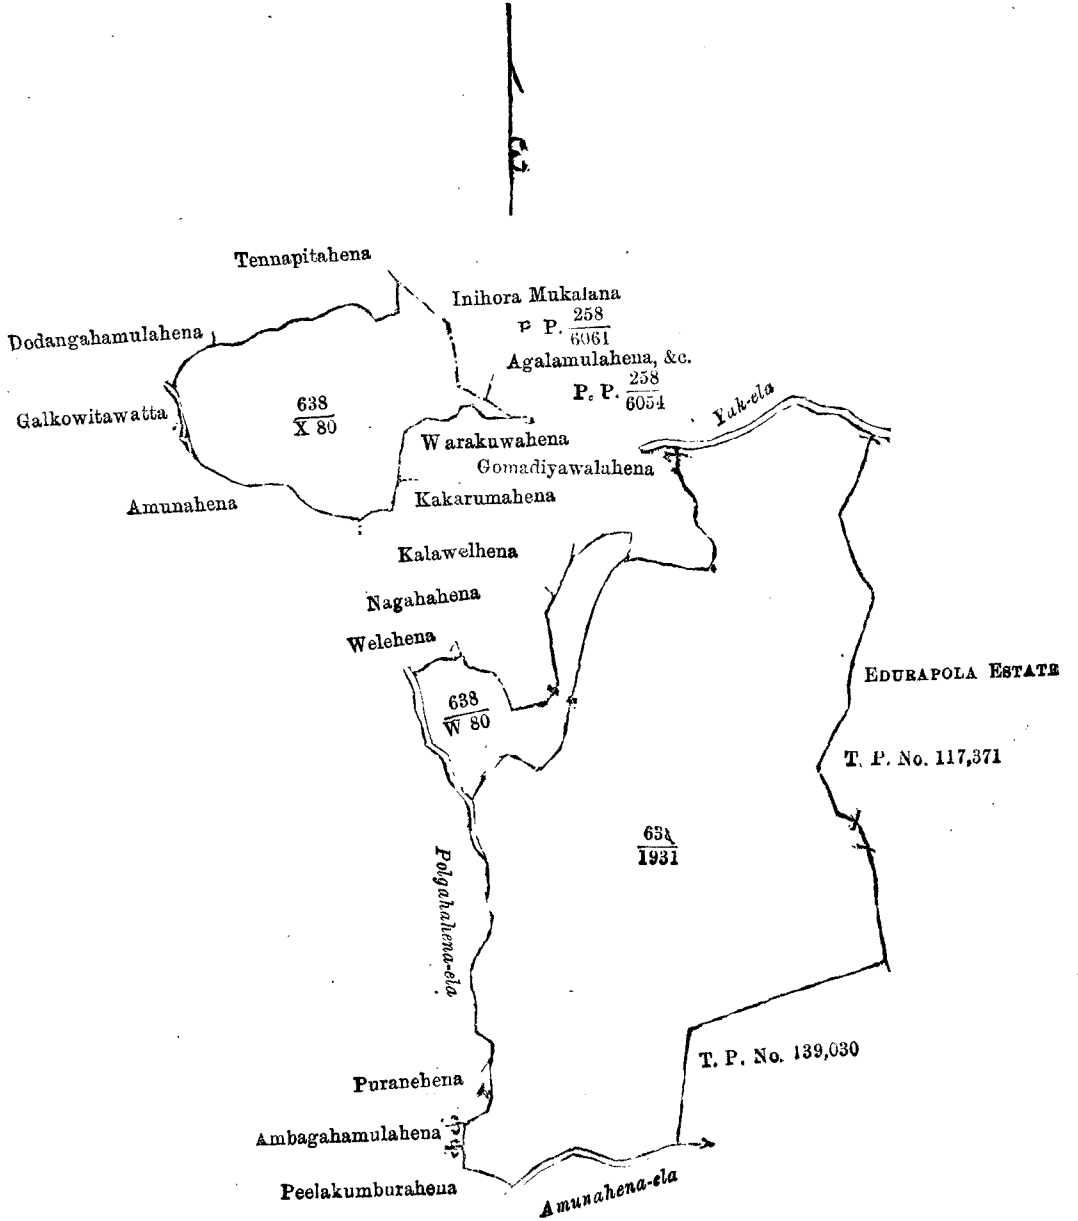 Tennapitahena
Inihora Mukalana
P. P. 258
6061
Dodangahamulahena
Agalamulahena, &c.
P. P. 258
6054
Galkowitawatta
638
X 80
Yak-ela
Warakuwahena
Gomadiyawalahena
Amunahena
Kakarumahena
Kalawelhena
Nagahahena
Welehena
638
W 80
EDURAPOLA ESTATE
T. P. No. 117,371
638
1931
Polgahahena-ela
T. P. No. 139,030
Puranehena
Ambagahamulahena
Peelakumburahena
Amunahena-ela